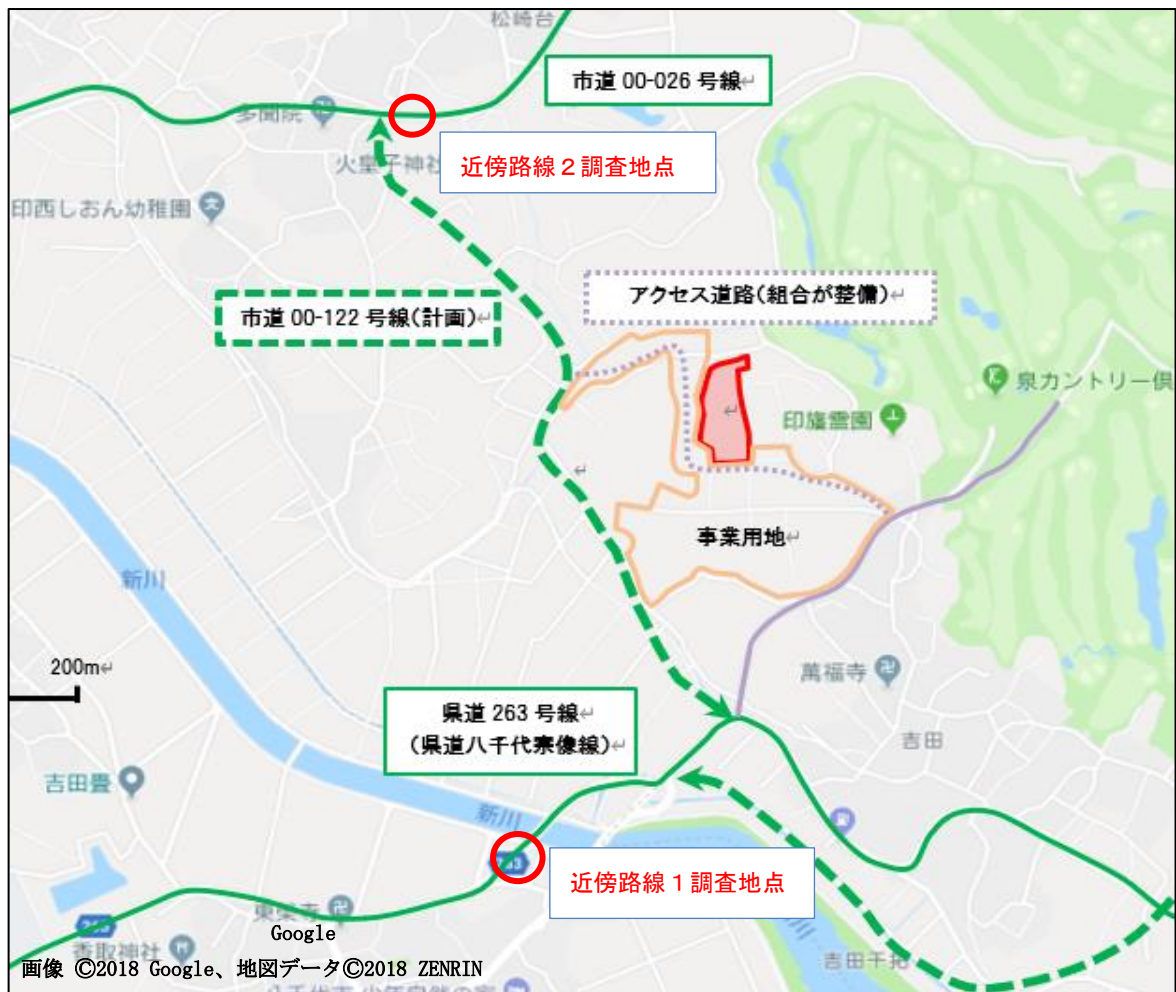 松崎台
市道 00-026 号線↵
多聞院
近傍路線２調査地点
火皇子神社
印西しおん幼稚園
アクセス道路(組合が整備)↵
市道 00-122 号線(計画)↵
泉カントリー倶
↵
印旛霊園
↵
事業用地↵
新川
200m↵
萬福寺
県道 263 号線↵
(県道八千代宗像線)↵
吉田
吉田畳
新川
263
近傍路線１調査地点
東榮寺
Google
香取神社
吉田干拓
画像 ©2018 Google、地図データ©2018 ZENRIN